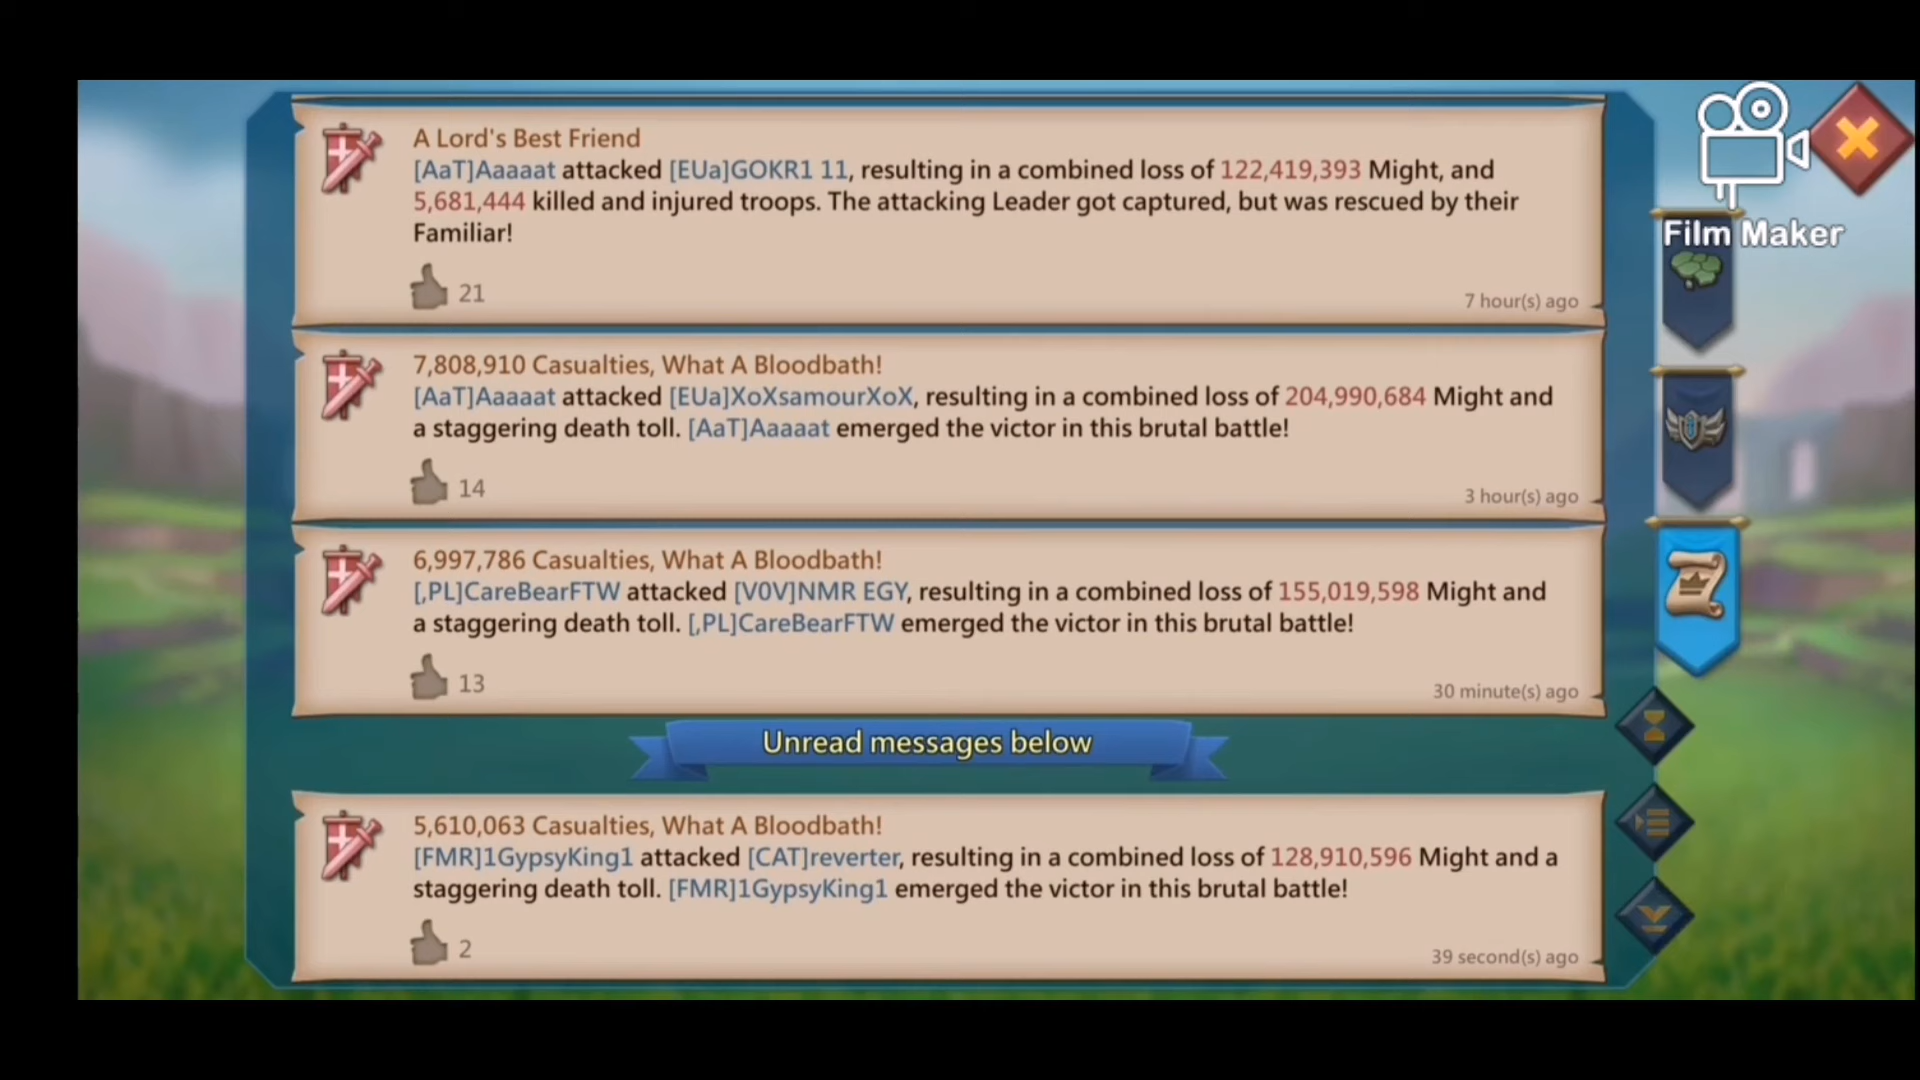 Film Maker
A Lord's Best Friend
[AaT]Aaaaat attacked [EUa]GOKR1 11, resulting in a combined loss of 122,419,393 Might, and
5,681,444 killed and injured troops. The attacking Leader got captured, but was rescued by their
Familiar!
21
7 hour(s) ago
7,808,910 Casualties, What A Bloodbath!
[AaT]Aaaaat attacked [EUa]XoXsamourXoX, resulting in a combined loss of 204,990,684 Might and
a staggering death toll. [AaT]Aaaaat emerged the victor in this brutal battle!
14
3 hour(s) ago
6,997,786 Casualties, What A Bloodbath!
[,PL]CareBearFTW attacked [V0V]NMR EGY, resulting in a combined loss of 155,019,598 Might and
a staggering death toll. [,PL]CareBearFTW emerged the victor in this brutal battle!
13
30 minute(s) ago
Unread messages below
5,610,063 Casualties, What A Bloodbath!
[FMR]1GypsyKing1 attacked [CAT]reverter, resulting in a combined loss of 128,910,596 Might and a
staggering death toll. [FMR]1GypsyKing1 emerged the victor in this brutal battle!
2
39 second(s) ago